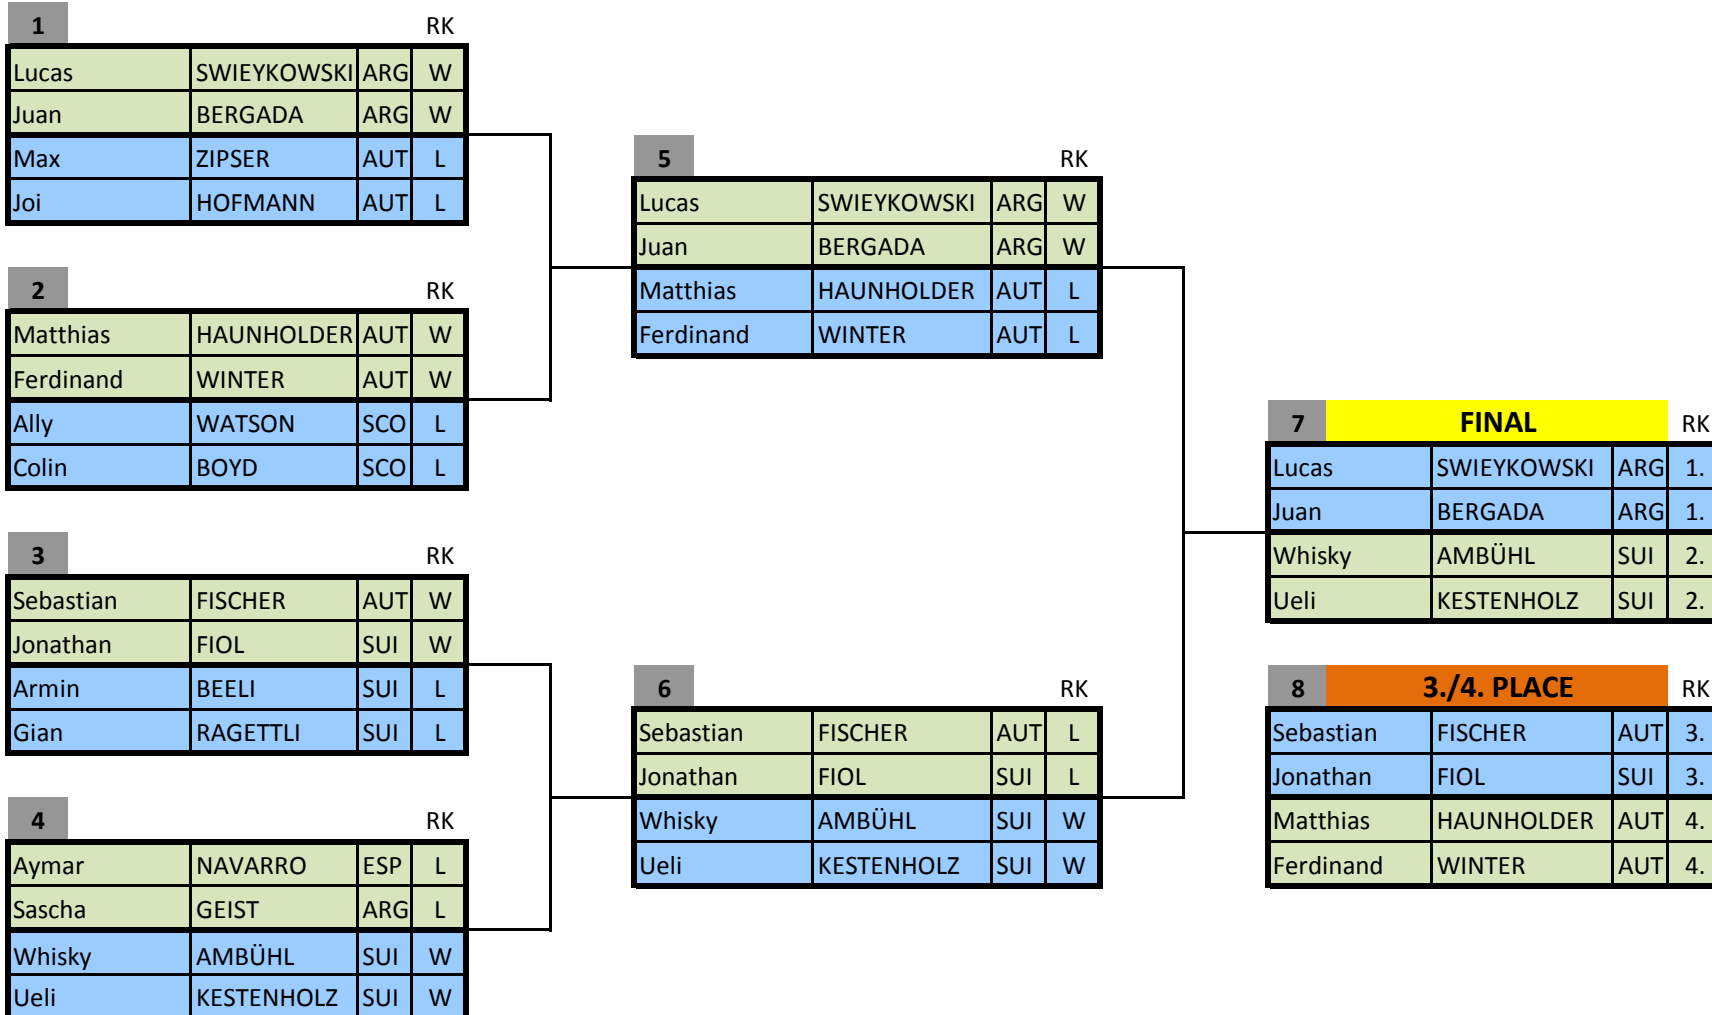 1 RK
Lucas SWIEYKOWSKI ARG W
Juan BERGADA ARG W
Max ZIPSER AUT L
Joi HOFMANN AUT L
2 RK
Matthias HAUNHOLDER AUT W
Ferdinand WINTER AUT W
Ally WATSON SCO L
Colin BOYD SCO L
3 RK
Sebastian FISCHER AUT W
Jonathan FIOL SUI W
Armin BEELI SUI L
Gian RAGETTLI SUI L
4 RK
Aymar NAVARRO ESP L
Sascha GEIST ARG L
Whisky AMBÜHL SUI W
Ueli KESTENHOLZ SUI W
5 RK
Lucas SWIEYKOWSKI ARG W
Juan BERGADA ARG W
Matthias HAUNHOLDER AUT L
Ferdinand WINTER AUT L
6 RK
Sebastian FISCHER AUT L
Jonathan FIOL SUI L
Whisky AMBÜHL SUI W
Ueli KESTENHOLZ SUI W
7 FINAL RK
Lucas SWIEYKOWSKI ARG 1.
Juan BERGADA ARG 1.
Whisky AMBÜHL SUI 2.
Ueli KESTENHOLZ SUI 2.
8 3./4. PLACE RK
Sebastian FISCHER AUT 3.
Jonathan FIOL SUI 3.
Matthias HAUNHOLDER AUT 4.
Ferdinand WINTER AUT 4.